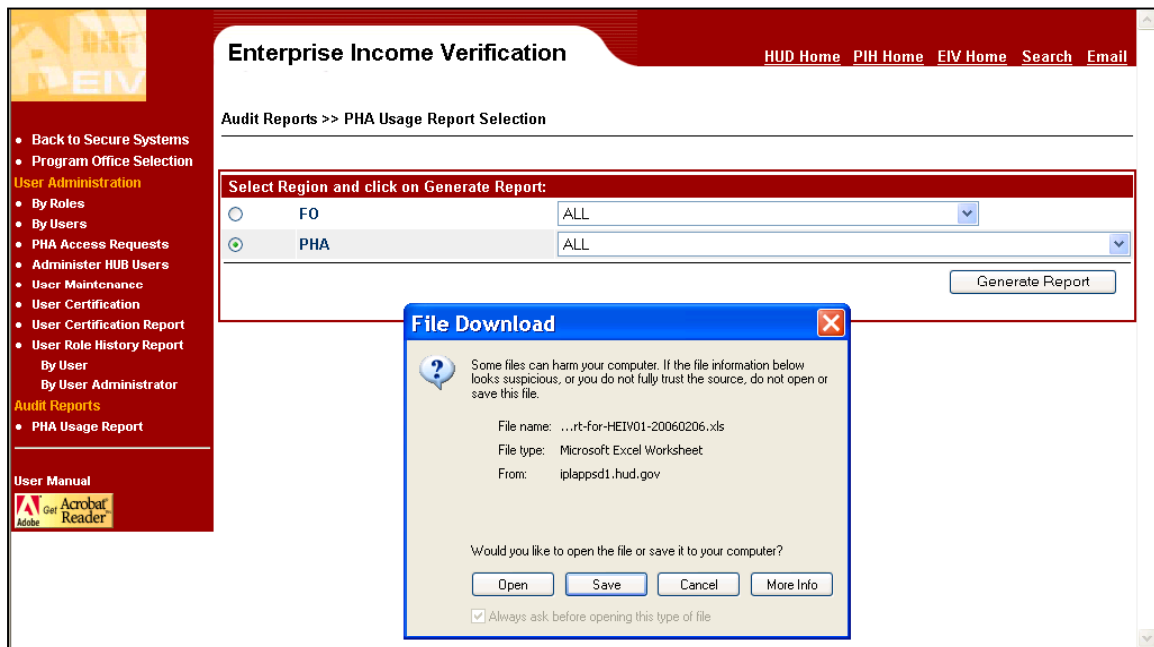 EIV
Enterprise Income Verification
HUD Home PIH Home EIV Home Search Email
Audit Reports >> PHA Usage Report Selection
• Back to Secure Systems
• Program Office Selection
User Administration
• By Roles
• By Users
• PHA Access Requests
• Administer HUB Users
• User Maintenance
• User Certification
• User Certification Report
• User Role History Report
By User
By User Administrator
Audit Reports
• PHA Usage Report
User Manual
Adobe Get Acrobat Reader
Select Region and click on Generate Report:
FO ALL
PHA ALL
Generate Report
File Download
Some files can harm your computer. If the file information below
looks suspicious, or you do not fully trust the source, do not open or
save this file.
File name: ...rt-for-HEIV01-20060206.xls
File type: Microsoft Excel Worksheet
From: iplappsd1.hud.gov
Would you like to open the file or save it to your computer?
Open Save Cancel More Info
Always ask before opening this type of file